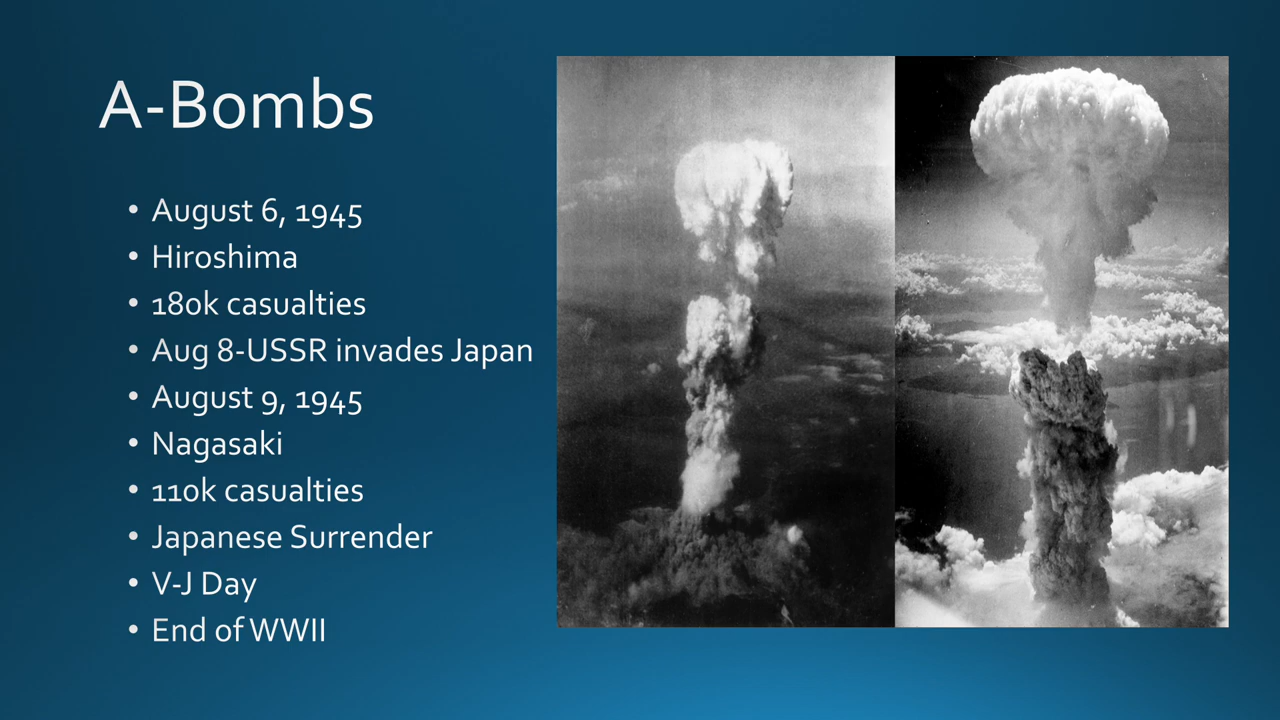 A-Bombs
• August 6, 1945
• Hiroshima
• 180k casualties
• Aug 8-USSR invades Japan
• August 9, 1945
• Nagasaki
• 110k casualties
• Japanese Surrender
• V-J Day
• End of WWII